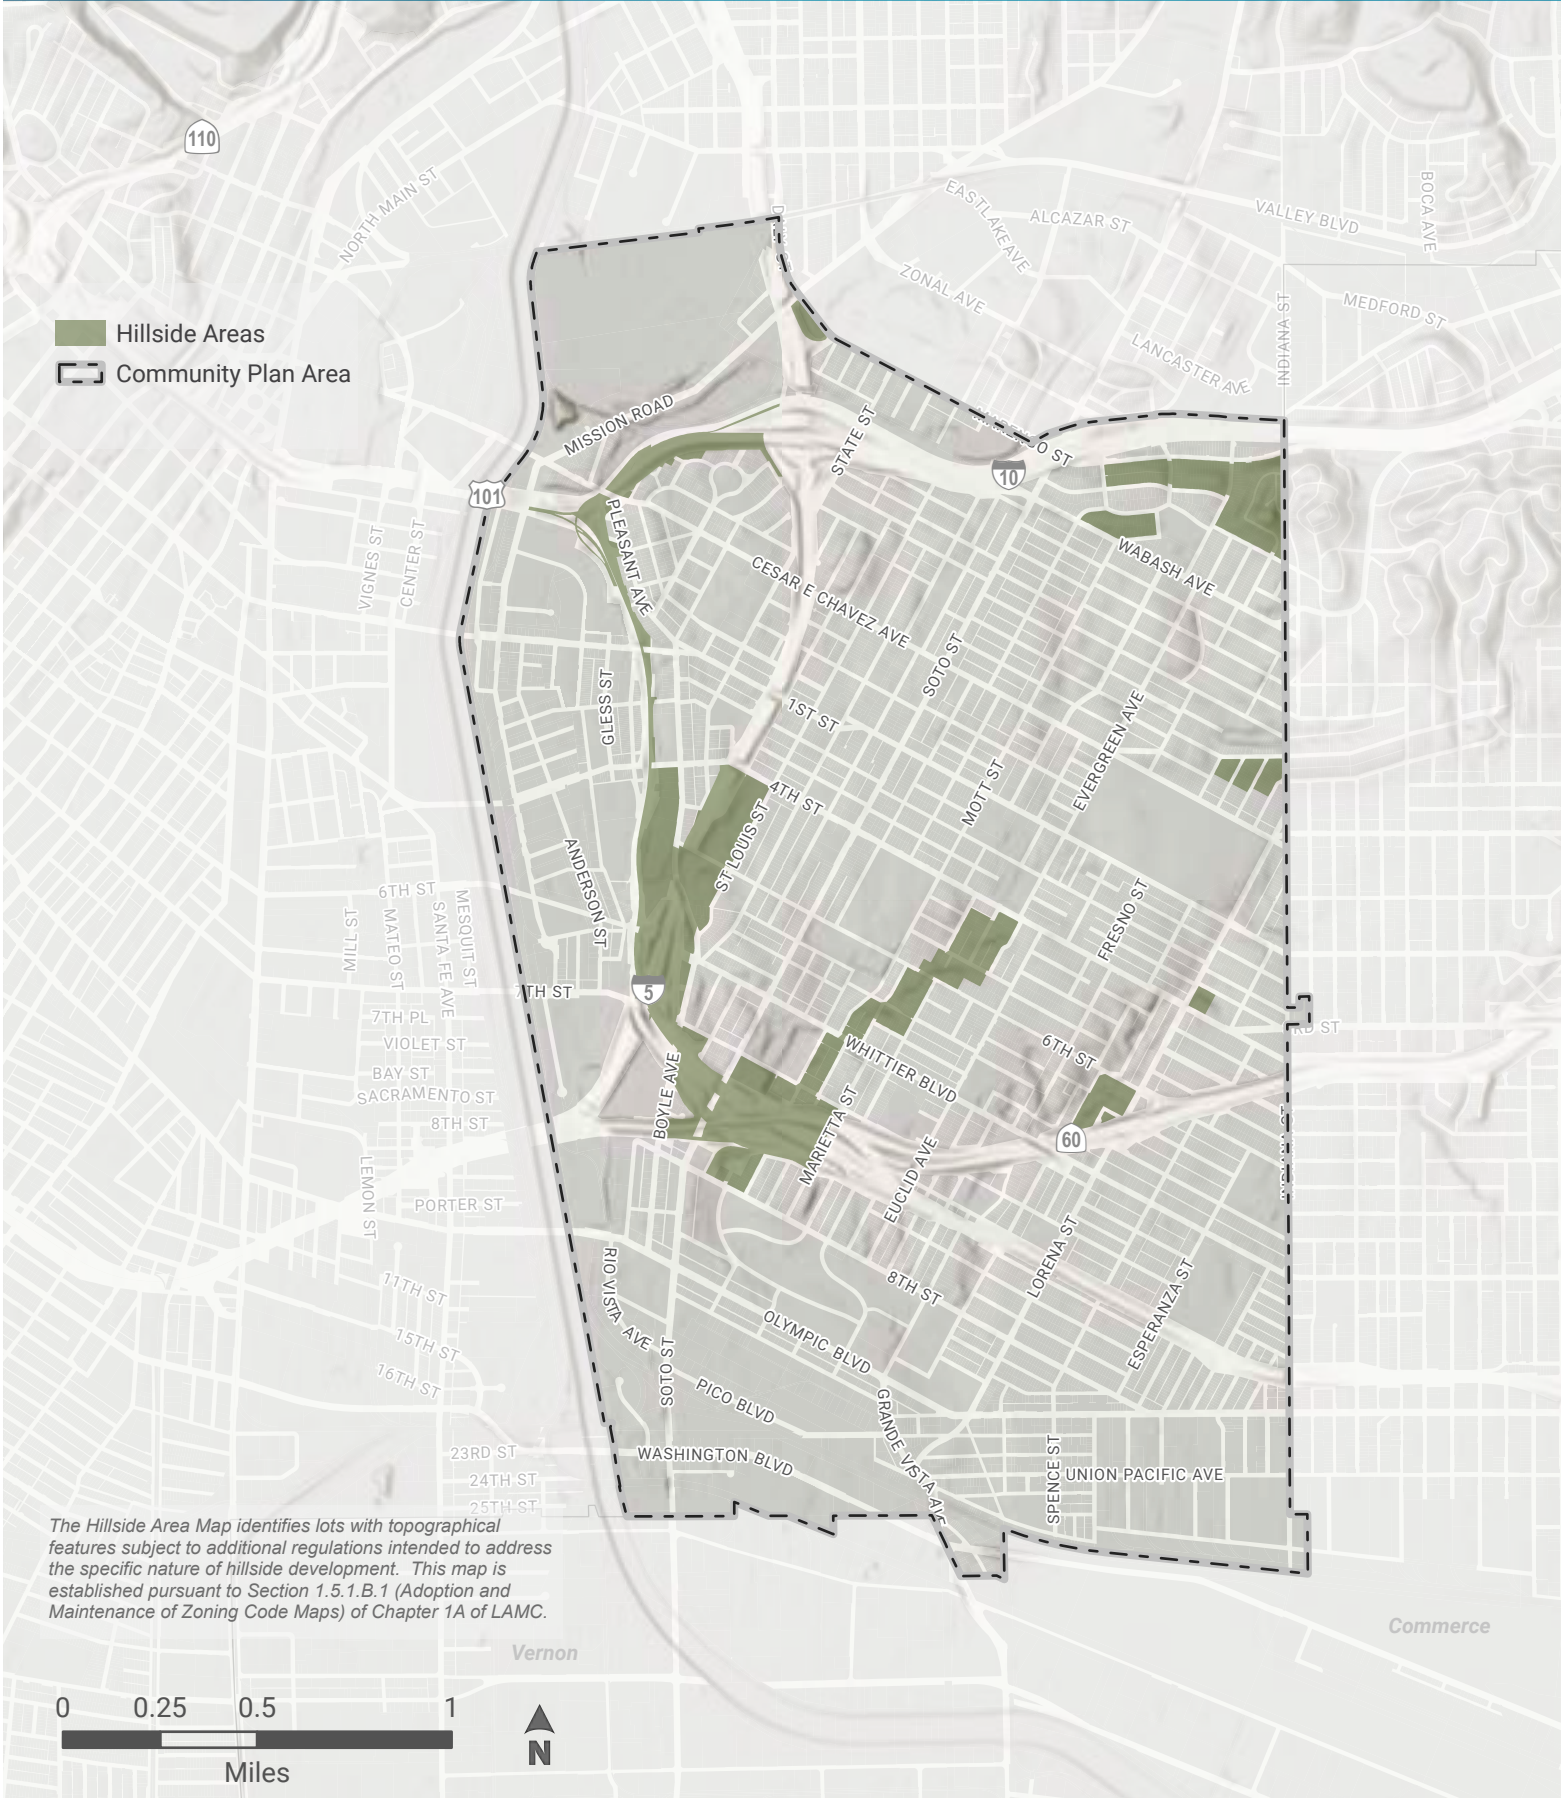 110
NORTH MAIN ST
EASTLAKE AVE
ALCAZAR ST
VALLEY BLVD
BOCA AVE
ZONAL AVE
MEDFORD ST
INDIANA ST
LANCASTER AVE
Hillside Areas
Community Plan Area
MISSION ROAD
STATE ST
10
101
VIGNES ST
CENTER ST
PLEASANT AVE
WABASH AVE
CESAR E CHAVEZ AVE
SOTO ST
GLESS ST
1ST ST
EVERGREEN AVE
MOTT ST
4TH ST
ST LOUIS ST
ANDERSON ST
6TH ST
MILL ST
MATEO ST
SANTA FE AVE
MESQUIT ST
FRESNO ST
5
7TH ST
7TH PL
VIOLET ST
BAY ST
SACRAMENTO ST
8TH ST
BOYLE AVE
WHITTIER BLVD
6TH ST
RD ST
60
MARIETTA ST
EUCLID AVE
LEMON ST
PORTER ST
LORENA ST
ESPERANZA ST
RIO VISTA AVE
8TH ST
11TH ST
OLYMPIC BLVD
15TH ST
SOTO ST
16TH ST
PICO BLVD
GRANDE VISTA AVE
23RD ST
WASHINGTON BLVD
SPENCE ST
UNION PACIFIC AVE
24TH ST
25TH ST
The Hillside Area Map identifies lots with topographical
features subject to additional regulations intended to address
the specific nature of hillside development. This map is
established pursuant to Section 1.5.1.B.1 (Adoption and
Maintenance of Zoning Code Maps) of Chapter 1A of LAMC.
Commerce
Vernon
0 0.25 0.5 1
Miles
N